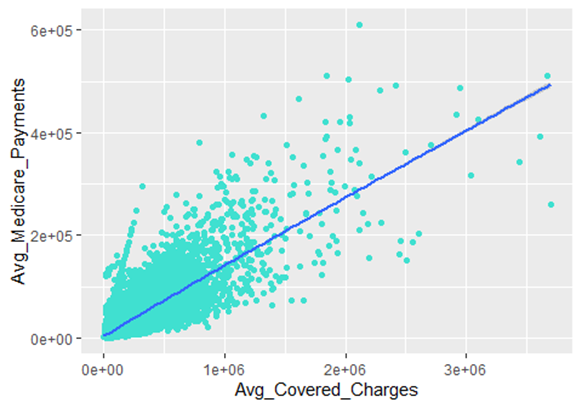 6e+05
4e+05
2e+05
0e+00
Avg_Medicare_Payments
0e+00 1e+06 2e+06 3e+06
Avg_Covered_Charges